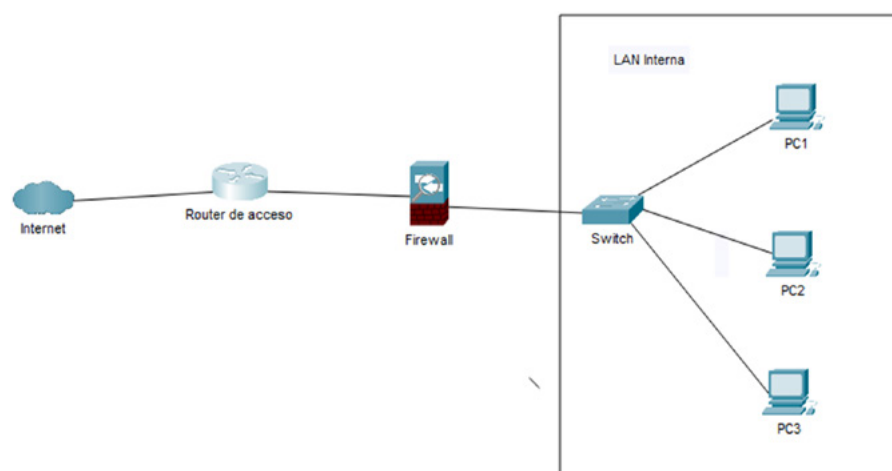 LAN Interna
PC1
Internet
Router de acceso
Firewall
Switch
PC2
PC3